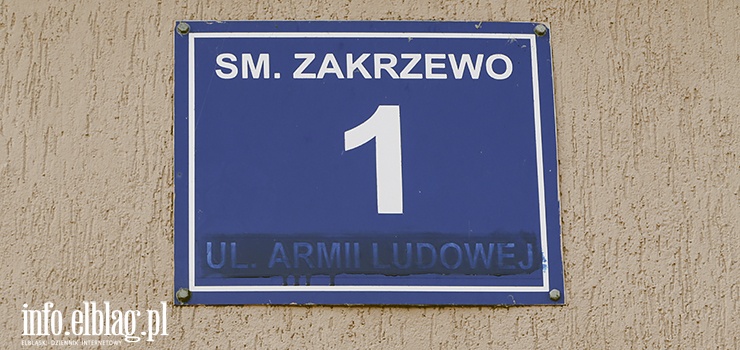 SM. ZAKRZEWO
1
UL. ARMII LUDOWEJ
info.elblag.pl
ELBLĄSKI DZIENNIK INTERNETOWY